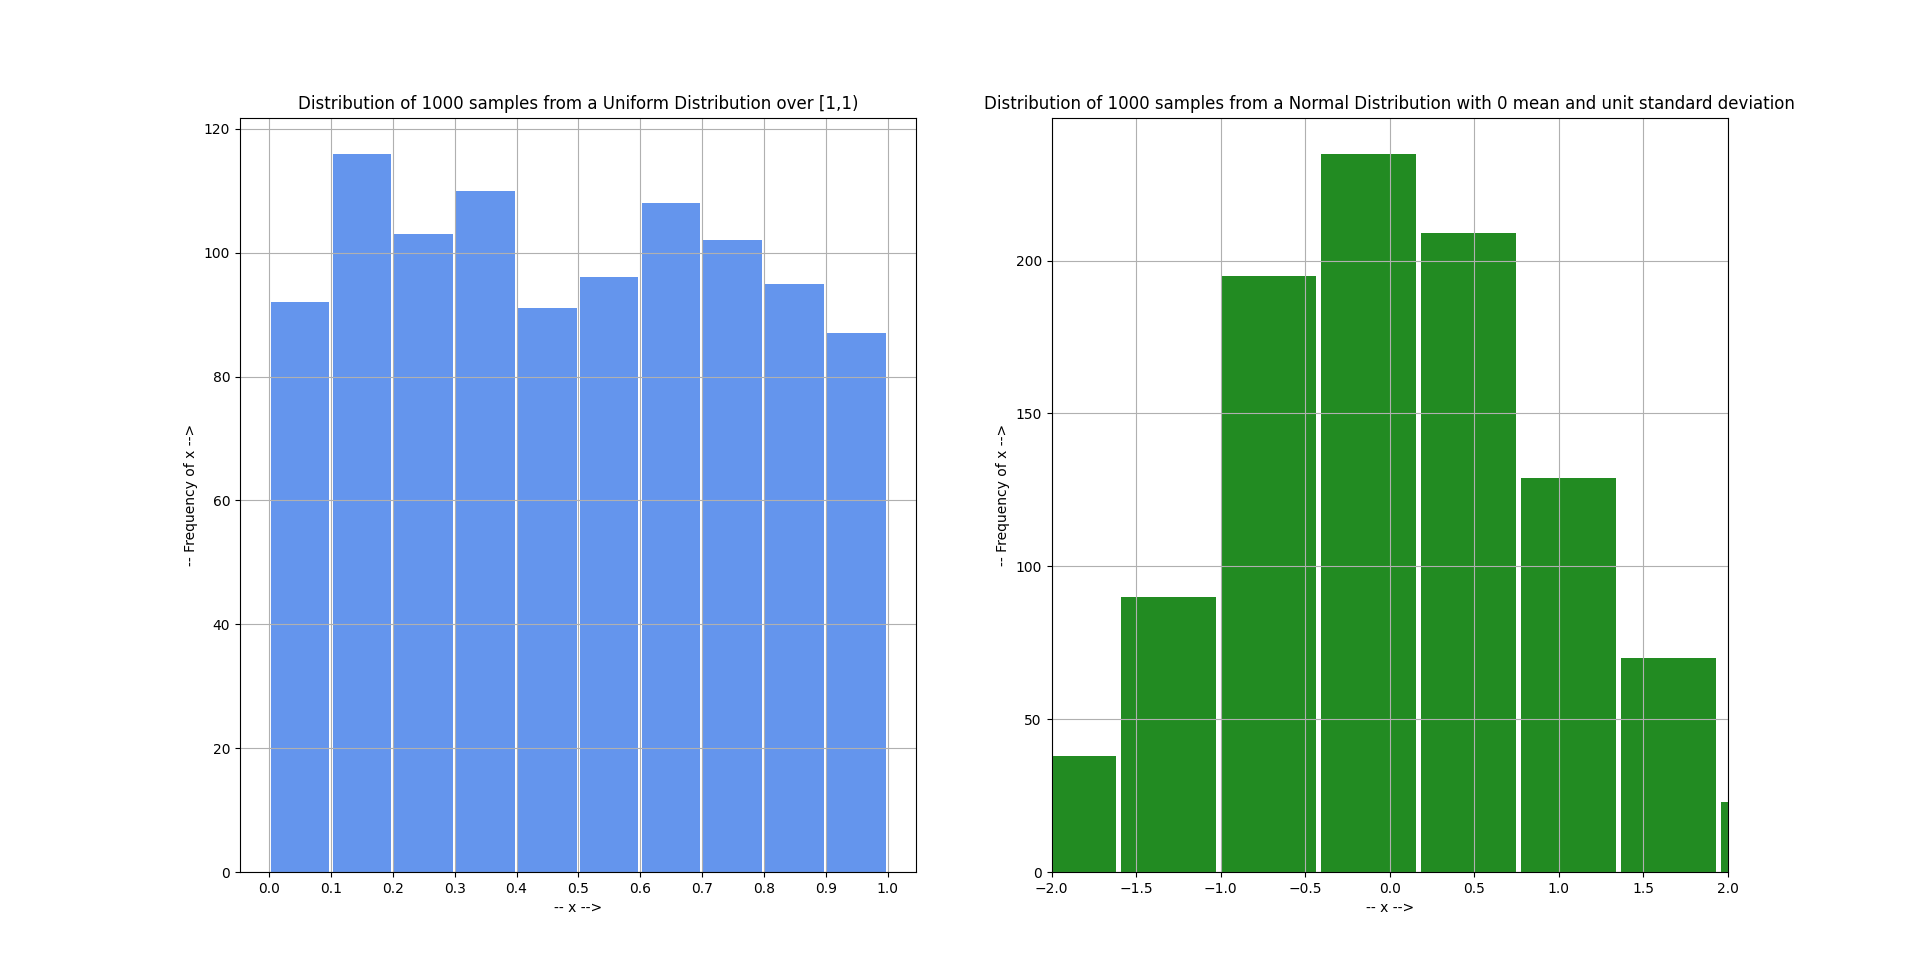 Distribution of 1000 samples from a Uniform Distribution over [1,1)
120
100
80
60
40
20
0
-- Frequency of x -->
0.0 0.1 0.2 0.3 0.4 0.5 0.6 0.7 0.8 0.9 1.0
-- x -->
Distribution of 1000 samples from a Normal Distribution with 0 mean and unit standard deviation
200
150
100
50
0
-- Frequency of x -->
−2.0 −1.5 −1.0 −0.5 0.0 0.5 1.0 1.5 2.0
-- x -->